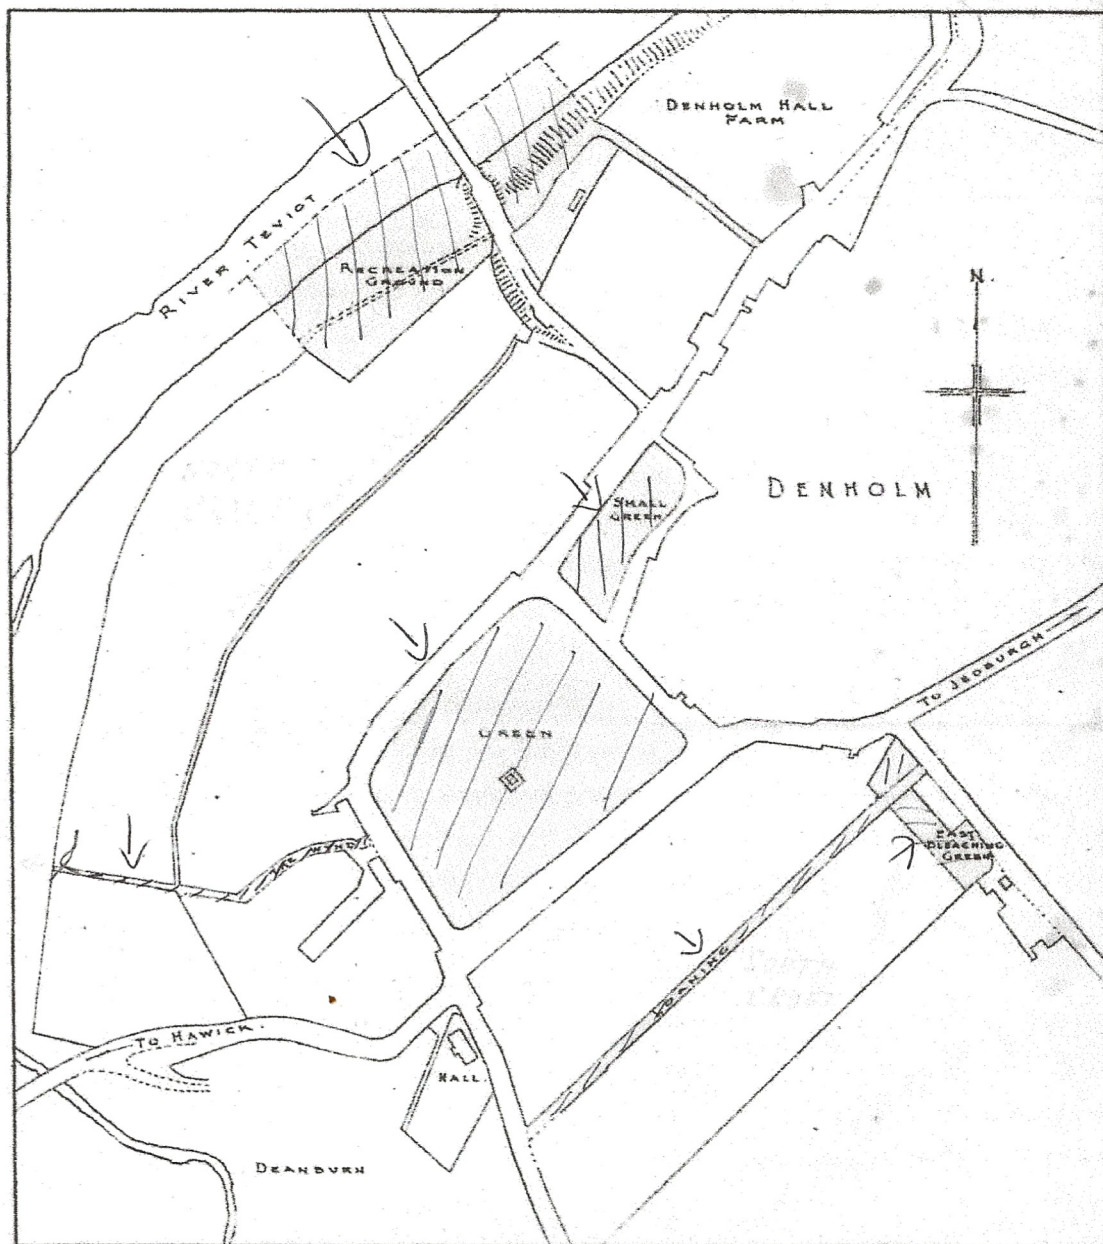 DENHOLM HALL
FARM
RIVER TEVIOT
RECREATION
GROUND
N.
SMALL
GREEN
DENHOLM
TO JEDBURGH
GREEN
EAST
BLEACHING
GREEN
LOANING
TO HAWICK.
HALL.
DEANBURN